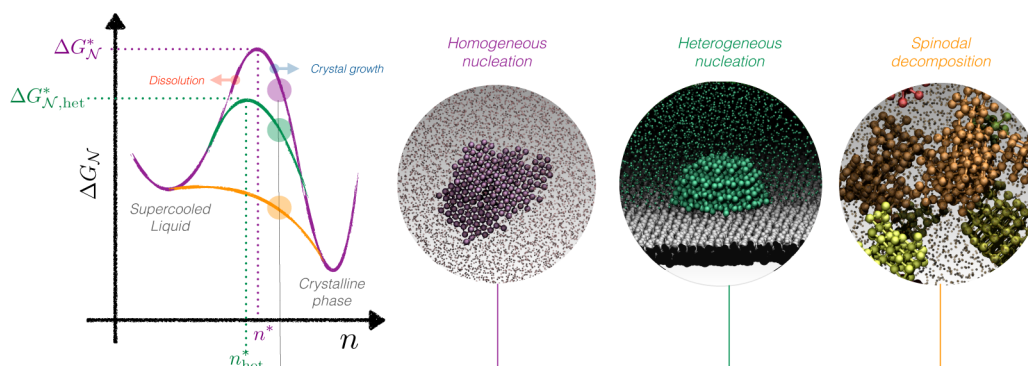 ΔG*𝒩
ΔG*𝒩,het
ΔG𝒩
Dissolution
Crystal growth
Supercooled
Liquid
Crystalline
phase
n
n*
n*het
Homogeneous
nucleation
Heterogeneous
nucleation
Spinodal
decomposition